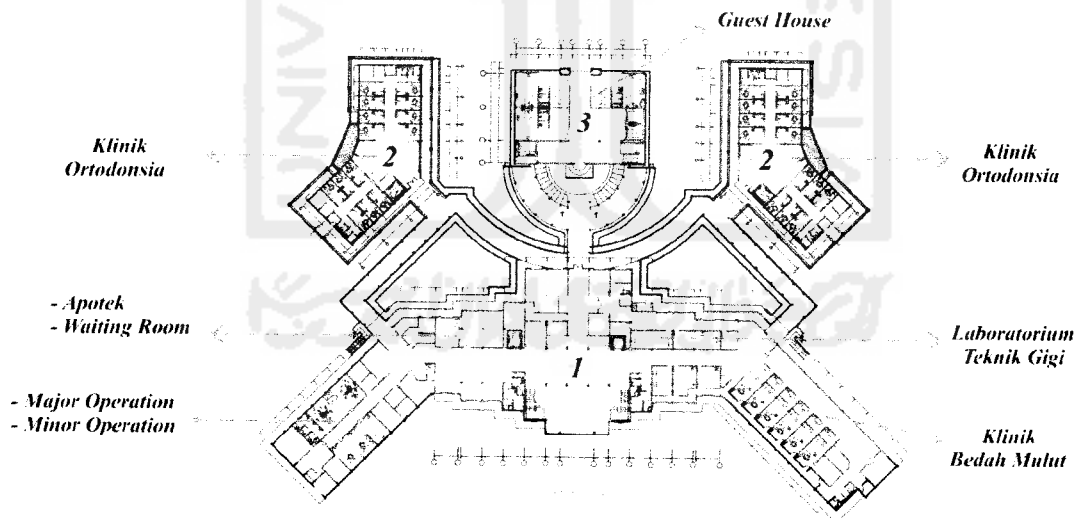 Guest House
Klinik
Ortodonsia
2
3
2
Klinik
Ortodonsia
- Apotek
- Waiting Room
1
Laboratorium
Teknik Gigi
- Major Operation
- Minor Operation
Klinik
Bedah Mulut